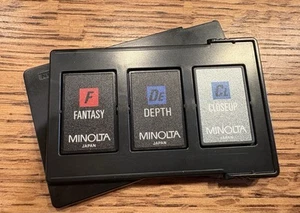 F
FANTASY
MINOLTA
JAPAN
DE
DEPTH
MINOLTA
JAPAN
CL
CLOSEUP
MINOLTA
JAPAN